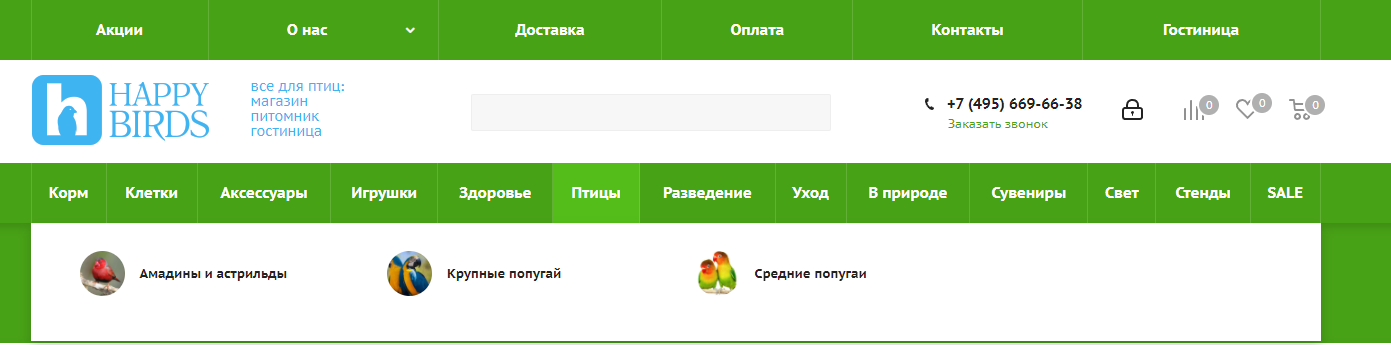 Акции О нас Доставка Оплата Контакты Гостиница
h HAPPY BIRDS
все для птиц:
магазин
питомник
гостиница
+7 (495) 669-66-38
Заказать звонок
0 0 0
Корм Клетки Аксессуары Игрушки Здоровье Птицы Разведение Уход В природе Сувениры Свет Стенды SALE
Амадины и астрильды Крупные попугай Средние попугаи